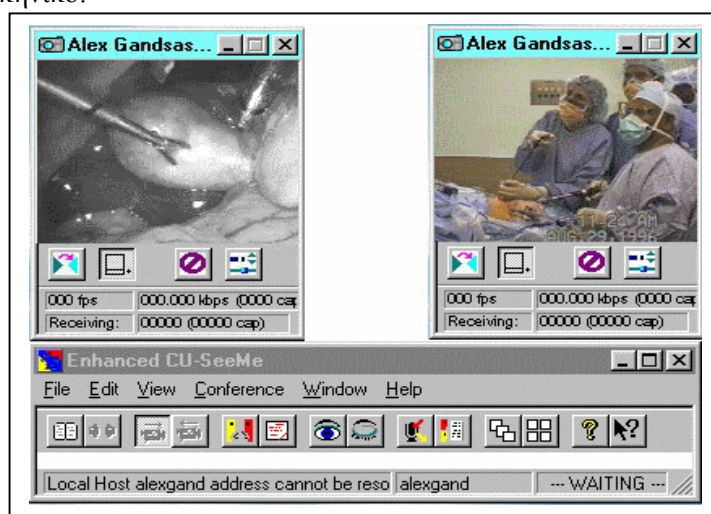 Alex Gandsas...
Alex Gandsas...
11:24 AM
AUG 29 1996
000 fps
000.000 kbps (0000 cap
000 fps
000.000 kbps (0000 cap
Receiving:
00000 (00000 cap)
Receiving:
00000 (00000 cap)
Enhanced CU-SeeMe
File Edit View Conference Window Help
Local Host alexgand address cannot be reso
alexgand
--- WAITING ---